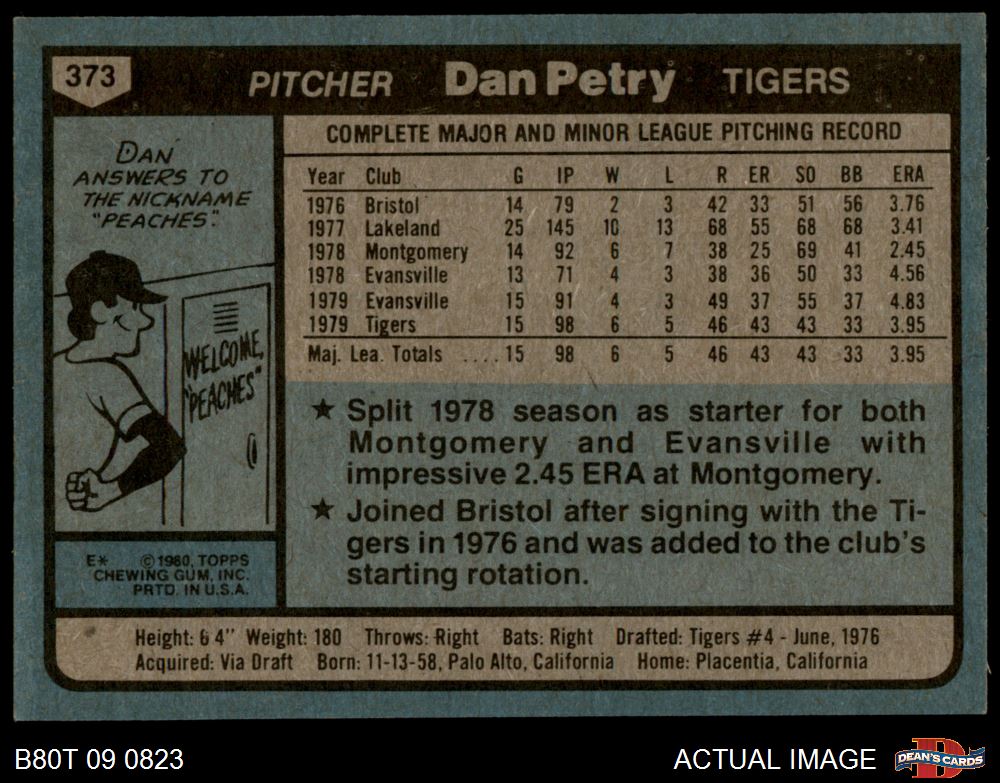 373 PITCHER Dan Petry TIGERS
DAN
ANSWERS TO
THE NICKNAME
"PEACHES".
WELCOME,
"PEACHES"
E* ©1980, TOPPS
CHEWING GUM, INC.
PRTD. IN U.S.A.
COMPLETE MAJOR AND MINOR LEAGUE PITCHING RECORD
Year Club G IP W L R ER SO BB ERA
1976 Bristol 14 79 2 3 42 33 51 56 3.76
1977 Lakeland 25 145 10 13 68 55 68 68 3.41
1978 Montgomery 14 92 6 7 38 25 69 41 2.45
1978 Evansville 13 71 4 3 38 36 50 33 4.56
1979 Evansville 15 91 4 3 49 37 55 37 4.83
1979 Tigers 15 98 6 5 46 43 43 33 3.95
Maj. Lea. Totals ....15 98 6 5 46 43 43 33 3.95
★ Split 1978 season as starter for both
Montgomery and Evansville with
impressive 2.45 ERA at Montgomery.
★ Joined Bristol after signing with the Ti-
gers in 1976 and was added to the club's
starting rotation.
Height: 6 4" Weight: 180 Throws: Right Bats: Right Drafted: Tigers #4 - June, 1976
Acquired: Via Draft Born: 11-13-58, Palo Alto, California Home: Placentia, California
B80T 09 0823 ACTUAL IMAGE D DEAN'S CARDS